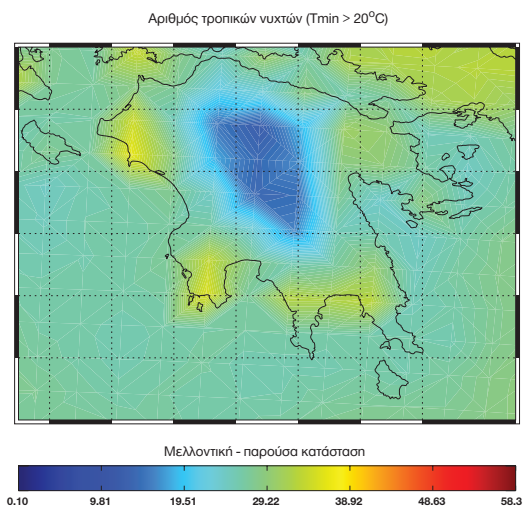 Αριθμός τροπικών νυχτών (Tmin > 20°C)
Μελλοντική - παρούσα κατάσταση
0.10 9.81 19.51 29.22 38.92 48.63 58.3